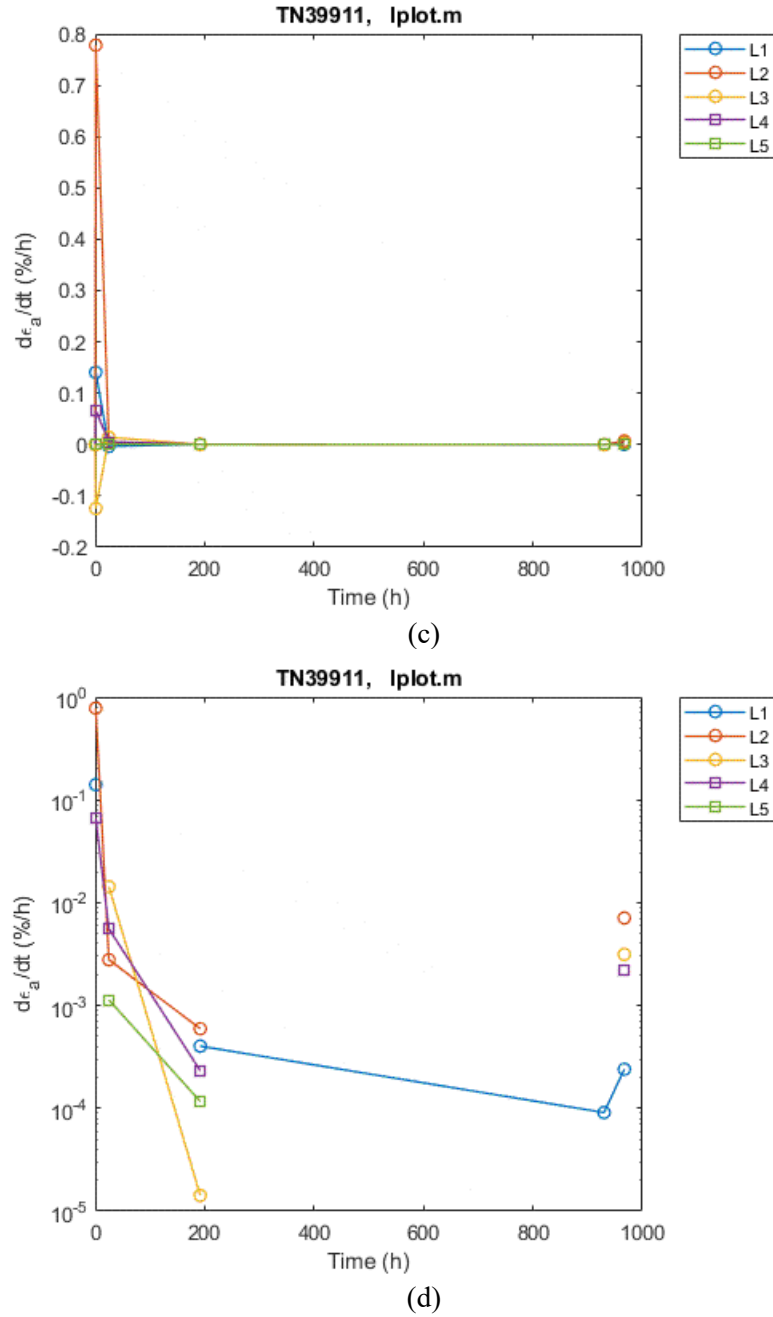 TN39911, lplot.m
0.8
0.7
0.6
0.5
0.4
0.3
0.2
0.1
0
-0.1
-0.2
dϵₐ/dt (%/h)
0 200 400 600 800 1000
Time (h)
L1
L2
L3
L4
L5
(c)
TN39911, lplot.m
10⁰
10⁻¹
10⁻²
10⁻³
10⁻⁴
10⁻⁵
dϵₐ/dt (%/h)
0 200 400 600 800 1000
Time (h)
L1
L2
L3
L4
L5
(d)